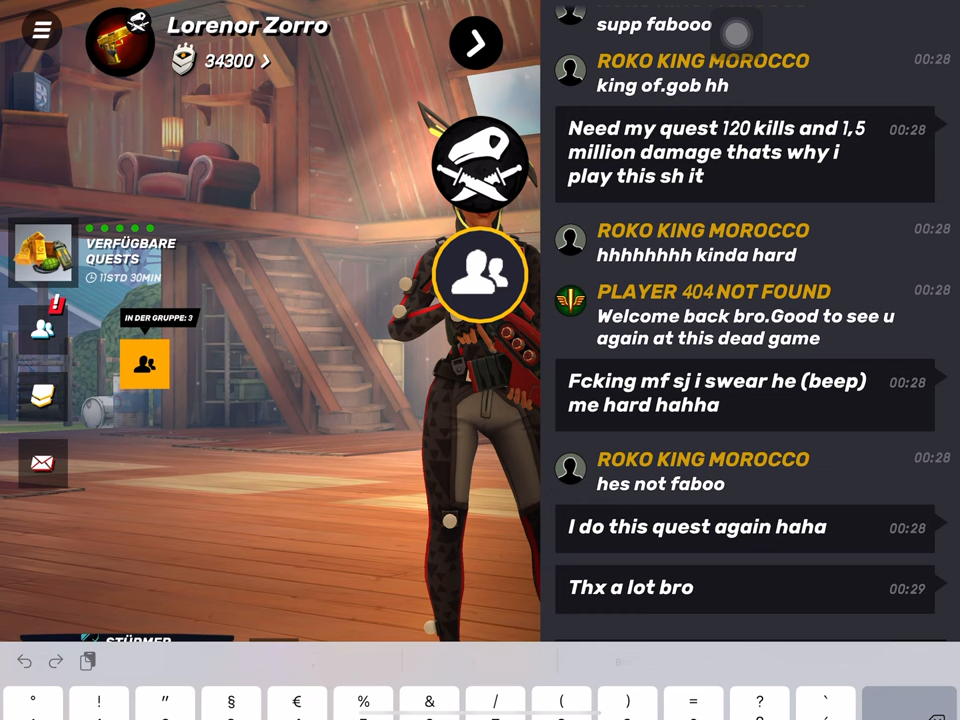 Lorenor Zorro
34300
VERFÜGBARE
QUESTS
11STD 30MIN
IN DER GRUPPE: 3
STÜRMER
supp fabooo
ROKO KING MOROCCO 00:28
king of.gob hh
Need my quest 120 kills and 1,5 00:28
million damage thats why i
play this sh it
ROKO KING MOROCCO 00:28
hhhhhhhh kinda hard
PLAYER 404 NOT FOUND 00:28
Welcome back bro.Good to see u
again at this dead game
Fcking mf sj i swear he (beep) 00:28
me hard hahha
ROKO KING MOROCCO 00:28
hes not faboo
I do this quest again haha 00:28
Thx a lot bro 00:29
° ! " § € % & / ( ) = ? `